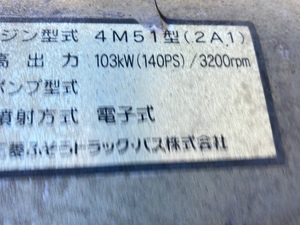 ジン型式 4M51型(2A1)
高出力 103kW(140PS)/3200rpm
ンプ型式
噴射方式 電子式
菱ふそうトラック・バス株式会社